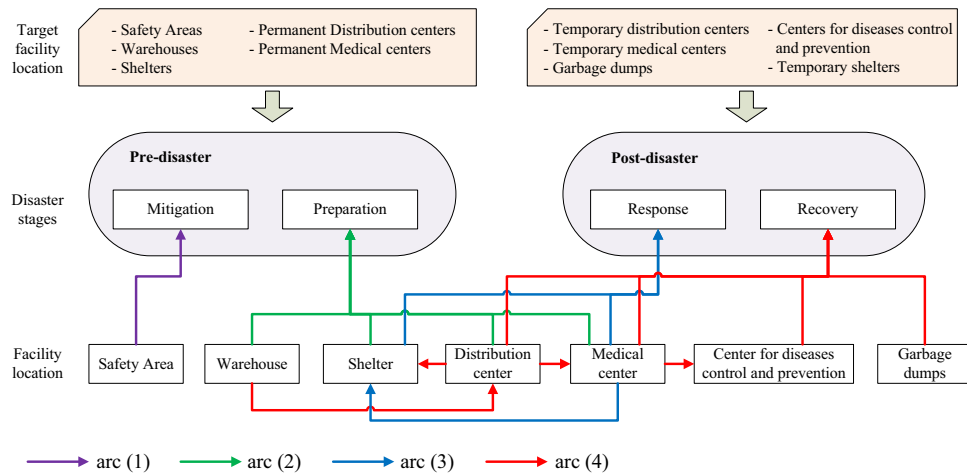 Target
facility
location
- Safety Areas
- Warehouses
- Shelters
- Permanent Distribution centers
- Permanent Medical centers
- Temporary distribution centers
- Temporary medical centers
- Garbage dumps
- Centers for diseases control
and prevention
- Temporary shelters
Disaster
stages
Pre-disaster
Mitigation
Preparation
Post-disaster
Response
Recovery
Facility
location
Safety Area
Warehouse
Shelter
Distribution
center
Medical
center
Center for diseases
control and prevention
Garbage
dumps
arc (1)
arc (2)
arc (3)
arc (4)